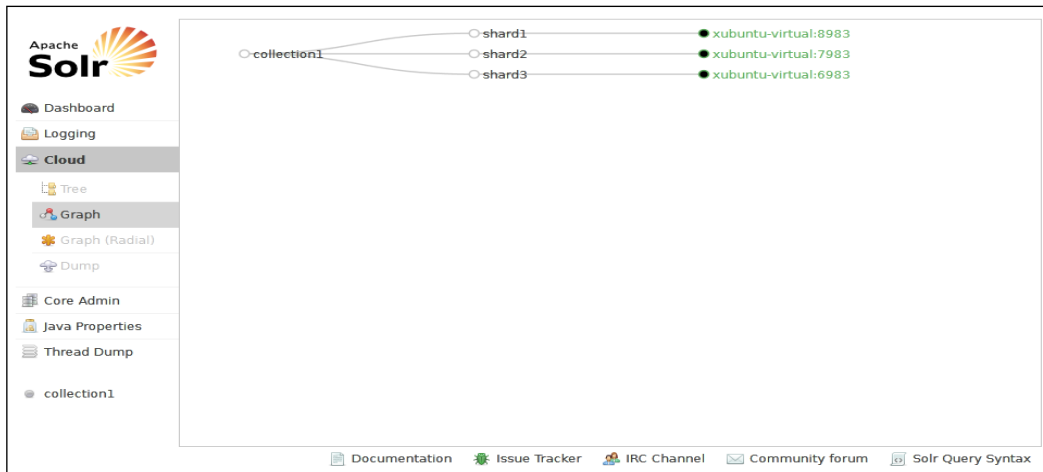 Apache
Solr
Dashboard
Logging
Cloud
Tree
Graph
Graph (Radial)
Dump
Core Admin
Java Properties
Thread Dump
collection1
collection1
shard1
shard2
shard3
xubuntu-virtual:8983
xubuntu-virtual:7983
xubuntu-virtual:6983
Documentation
Issue Tracker
IRC Channel
Community forum
Solr Query Syntax